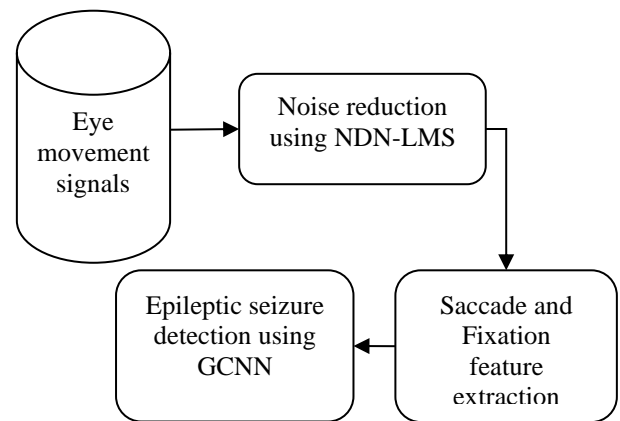 Eye
movement
signals
Noise reduction
using NDN-LMS
Saccade and
Fixation
feature
extraction
Epileptic seizure
detection using
GCNN